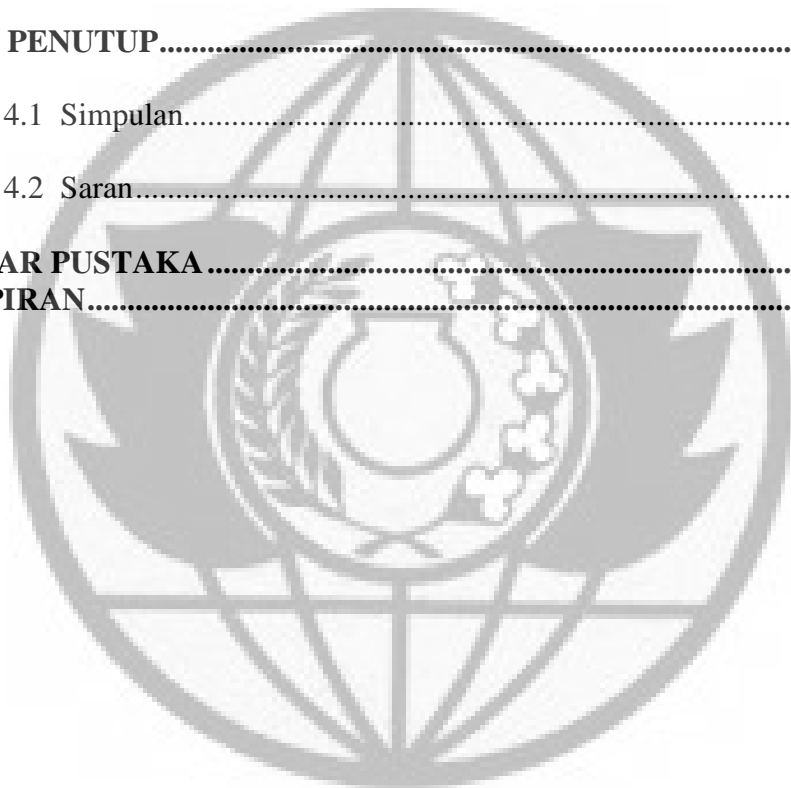 PENUTUP........................................................................................
4.1 Simpulan....................................................................................
4.2 Saran..........................................................................................
AR PUSTAKA................................................................................
PIRAN.............................................................................................